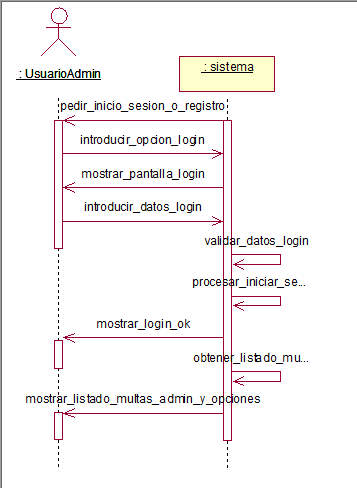 : UsuarioAdmin
: sistema
pedir_inicio_sesion_o_registro
introducir_opcion_login
mostrar_pantalla_login
introducir_datos_login
validar_datos_login
procesar_iniciar_se...
mostrar_login_ok
obtener_listado_mu...
mostrar_listado_multas_admin_y_opciones